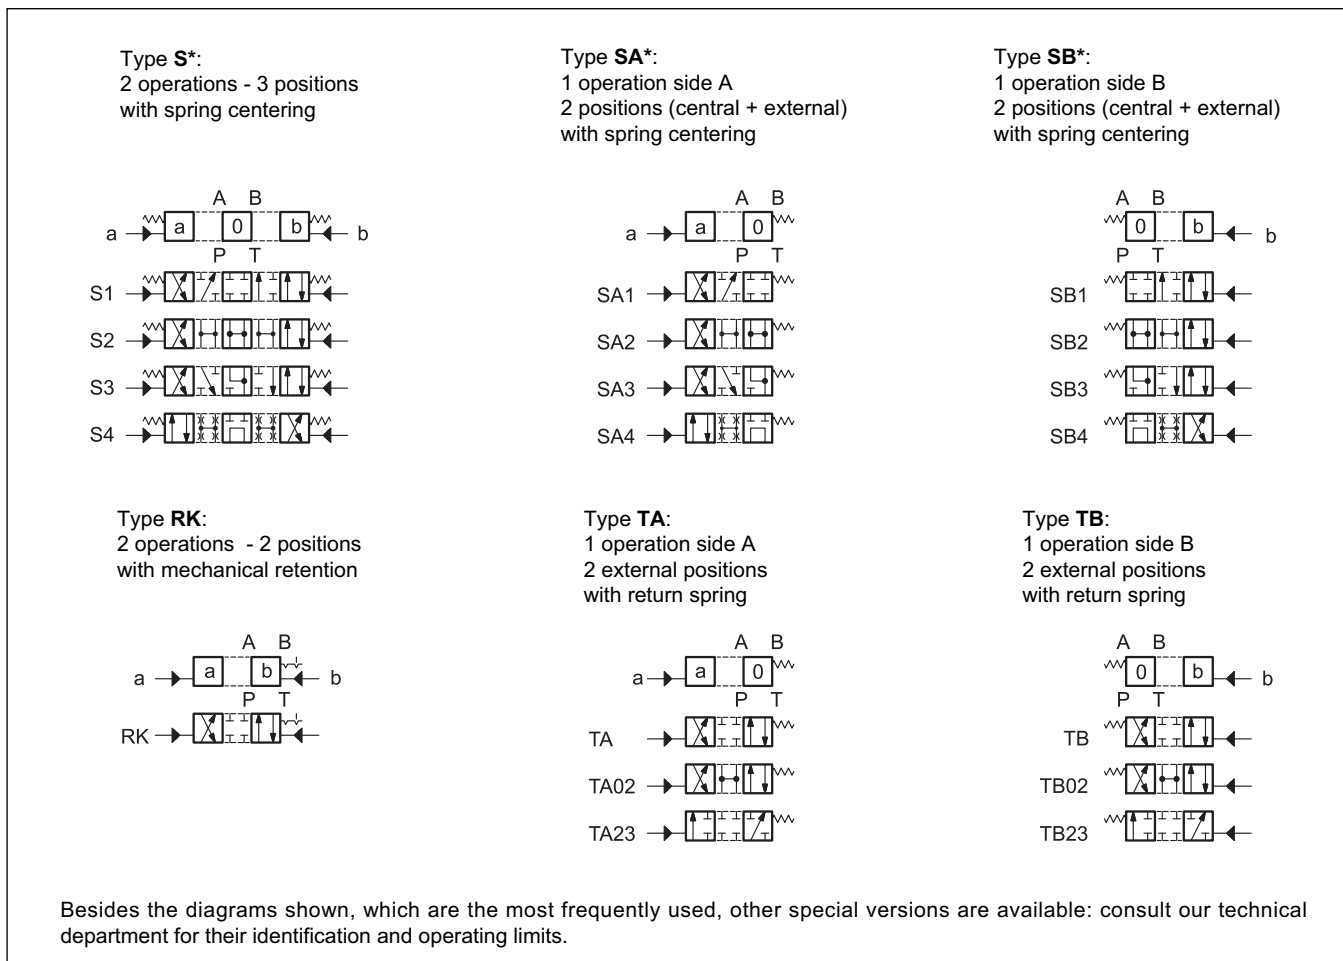 Type S*:
2 operations - 3 positions
with spring centering
A B
a a 0 b b
P T
S1
S2
S3
S4
Type SA*:
1 operation side A
2 positions (central + external)
with spring centering
A B
a a 0
P T
SA1
SA2
SA3
SA4
Type SB*:
1 operation side B
2 positions (central + external)
with spring centering
A B
0 b b
P T
SB1
SB2
SB3
SB4
Type RK:
2 operations - 2 positions
with mechanical retention
A B
a a b b
P T
RK
Type TA:
1 operation side A
2 external positions
with return spring
A B
a a 0
P T
TA
TA02
TA23
Type TB:
1 operation side B
2 external positions
with return spring
A B
0 b b
P T
TB
TB02
TB23
Besides the diagrams shown, which are the most frequently used, other special versions are available: consult our technical
department for their identification and operating limits.